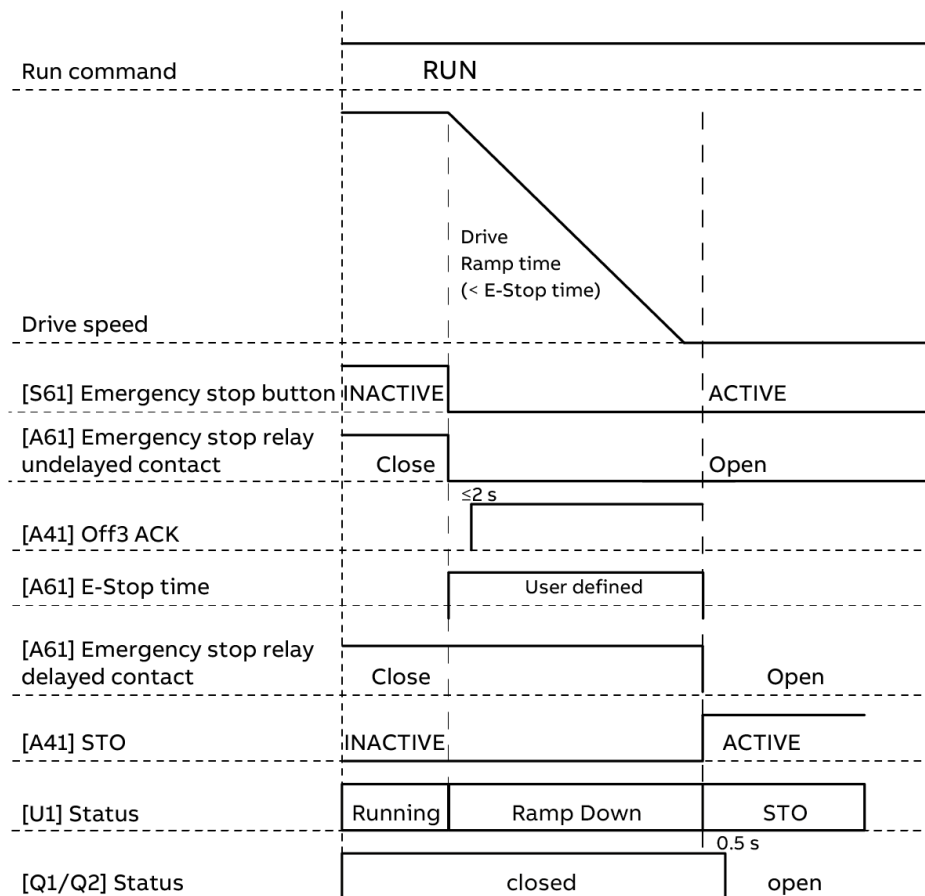 Run command
RUN
Drive
Ramp time
(< E-Stop time)
Drive speed
[S61] Emergency stop button
INACTIVE
ACTIVE
[A61] Emergency stop relay
undelayed contact
Close
Open
≤2 s
[A41] Off3 ACK
[A61] E-Stop time
User defined
[A61] Emergency stop relay
delayed contact
Close
Open
[A41] STO
INACTIVE
ACTIVE
[U1] Status
Running
Ramp Down
STO
0.5 s
[Q1/Q2] Status
closed
open